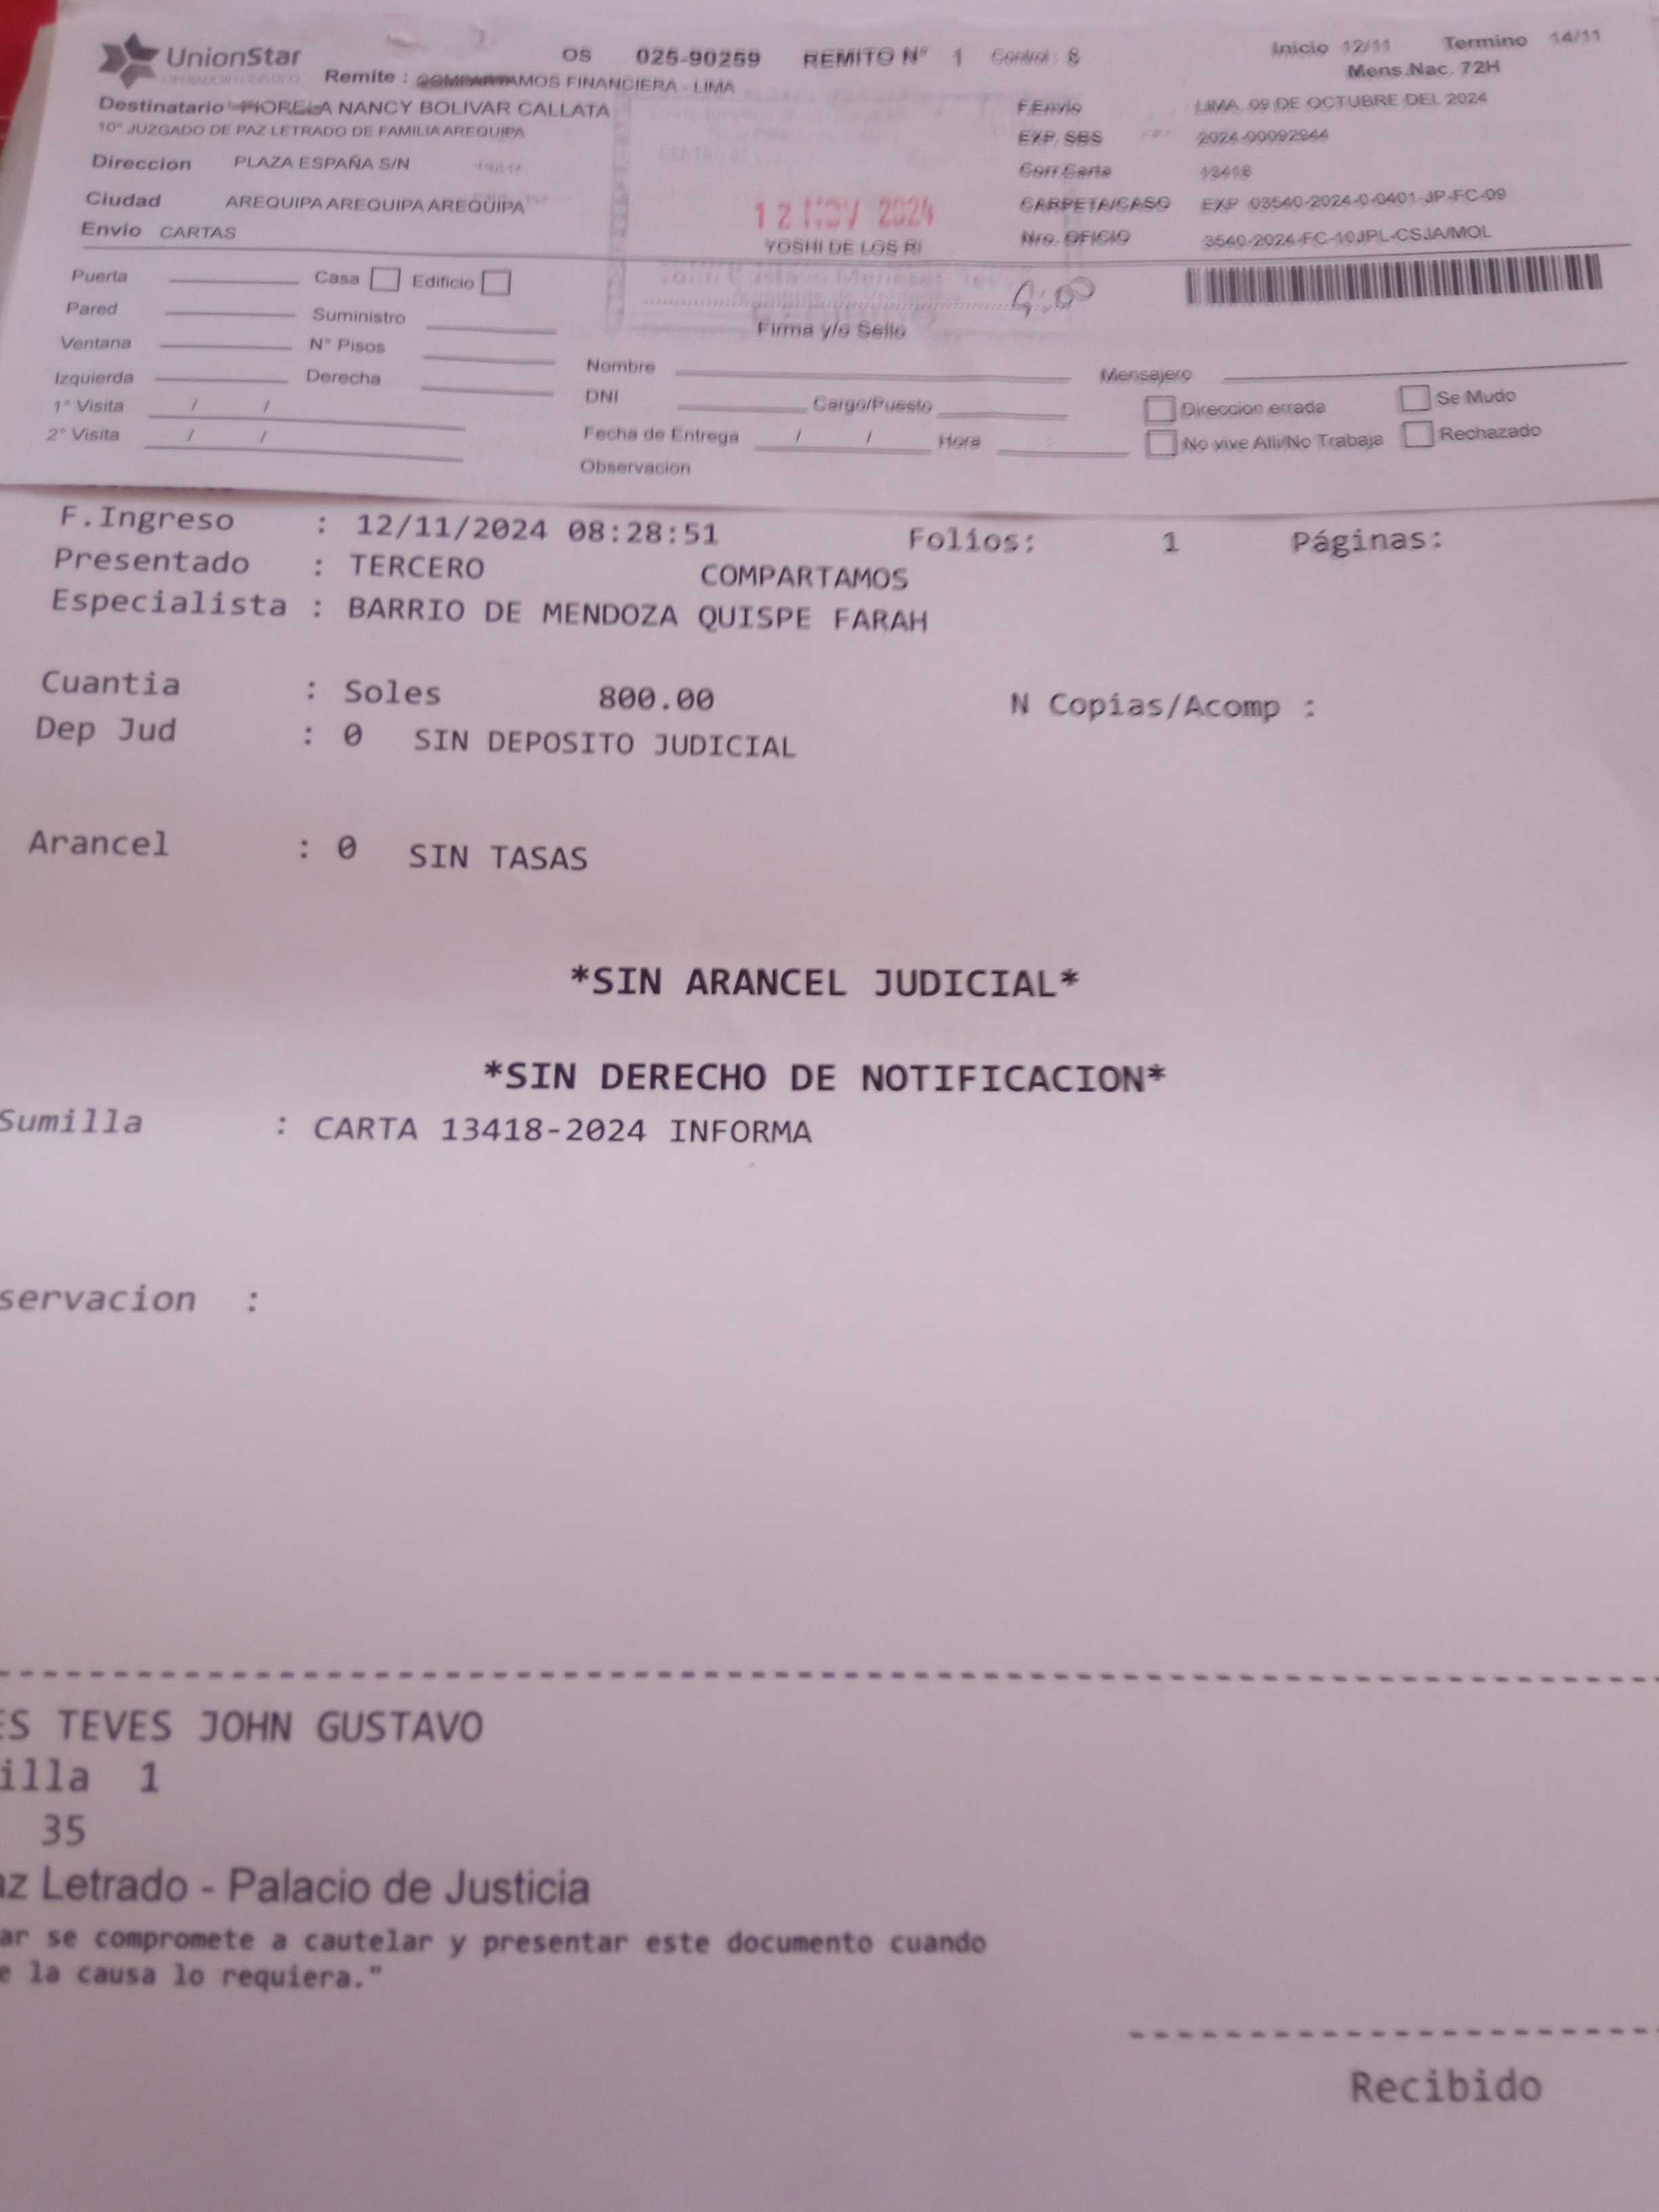 UnionStar OS 025-90259 REMITO N° 1 Control : 8 Inicio 12/11 Termino 14/11
Remite : COMPARTAMOS FINANCIERA - LIMA Mens.Nac. 72H
Destinatario FIORELA NANCY BOLIVAR CALLATA F.Envio LIMA, 09 DE OCTUBRE DEL 2024
10° JUZGADO DE PAZ LETRADO DE FAMILIA AREQUIPA EXP. SBS 2024-00092944
Direccion PLAZA ESPAÑA S/N 13418 Corr.Carta 13418
Ciudad AREQUIPA AREQUIPA AREQUIPA 12 NOV 2024 CARPETA/CASO EXP 03540-2024-0-0401-JP-FC-09
Envio CARTAS YOSHI DE LOS RI Nro. OFICIO 3540-2024-FC-10JPL-CSJA/MOL
Puerta Casa Edificio
Pared Suministro Firma y/o Sello
Ventana N° Pisos Nombre Mensajero
Izquierda Derecha DNI Cargo/Puesto Direccion errada Se Mudo
1° Visita / / Fecha de Entrega / / Hora : No vive Alli/No Trabaja Rechazado
2° Visita / / Observacion
F.Ingreso : 12/11/2024 08:28:51 Folios: 1 Páginas:
Presentado : TERCERO COMPARTAMOS
Especialista : BARRIO DE MENDOZA QUISPE FARAH
Cuantia : Soles 800.00 N Copias/Acomp :
Dep Jud : 0 SIN DEPOSITO JUDICIAL
Arancel : 0 SIN TASAS
*SIN ARANCEL JUDICIAL*
*SIN DERECHO DE NOTIFICACION*
Sumilla : CARTA 13418-2024 INFORMA
servacion :
ES TEVES JOHN GUSTAVO
illa 1
35
az Letrado - Palacio de Justicia
ar se compromete a cautelar y presentar este documento cuando
e la causa lo requiera."
Recibido